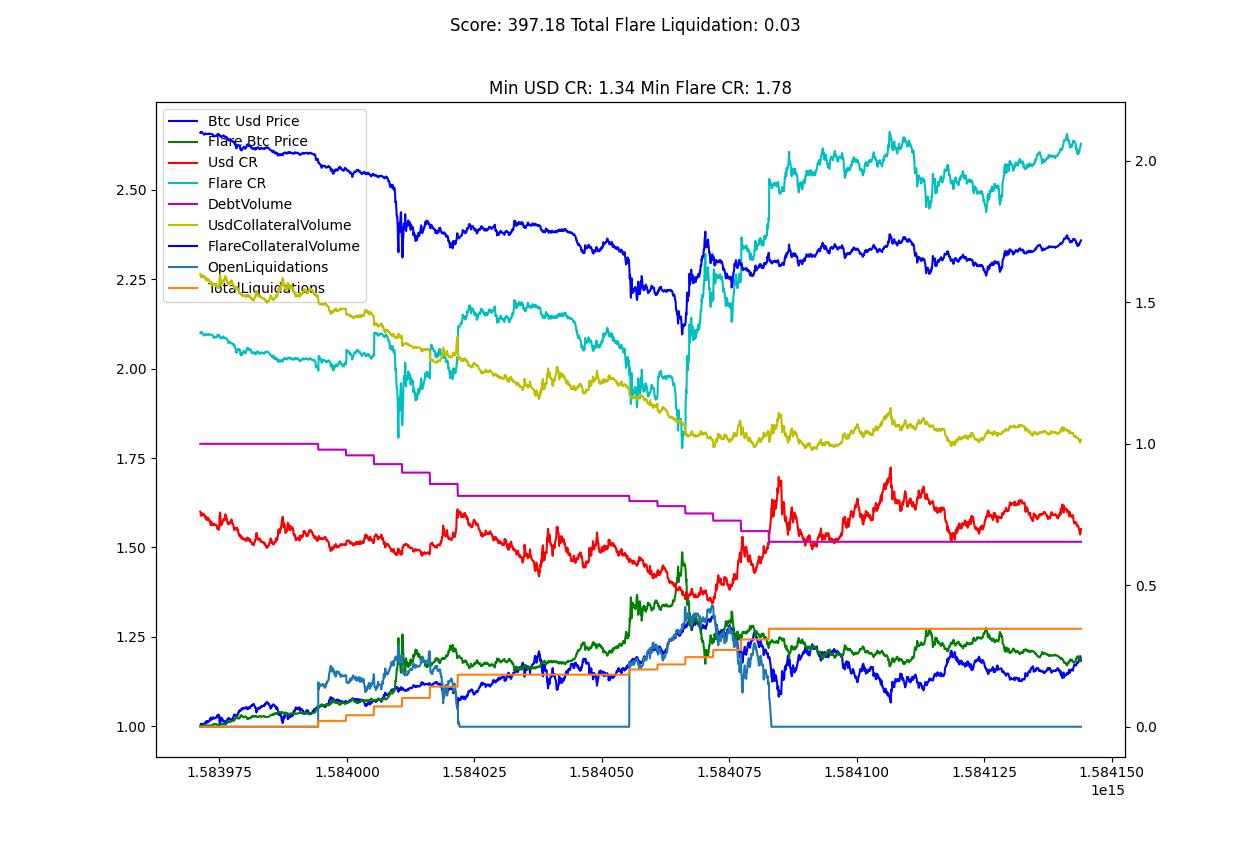 Score: 397.18 Total Flare Liquidation: 0.03
Min USD CR: 1.34 Min Flare CR: 1.78
Btc Usd Price
Flare Btc Price
Usd CR
Flare CR
DebtVolume
UsdCollateralVolume
FlareCollateralVolume
OpenLiquidations
TotalLiquidations
2.50
2.25
2.00
1.75
1.50
1.25
1.00
2.0
1.5
1.0
0.5
0.0
1.583975 1.584000 1.584025 1.584050 1.584075 1.584100 1.584125 1.584150
1e15